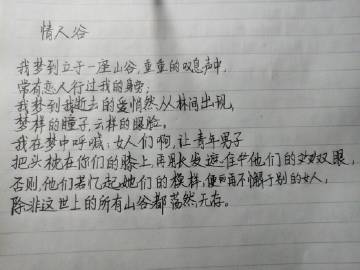 情人谷
我梦到立于一座山谷，重重的叹息声中，
常有恋人行过我的身旁；
我梦到我逝去的爱悄然从林间出现，
梦样的瞳子，云样的眼脸。
我在梦中呼喊：女人们啊，让青年男子
把头枕在你们的膝上，再用长发遮住他们的双双眼，
否则，他们若忆起她们的模样，便再不懈于别的女人，
除非这世上的所有山谷都荡然无存。